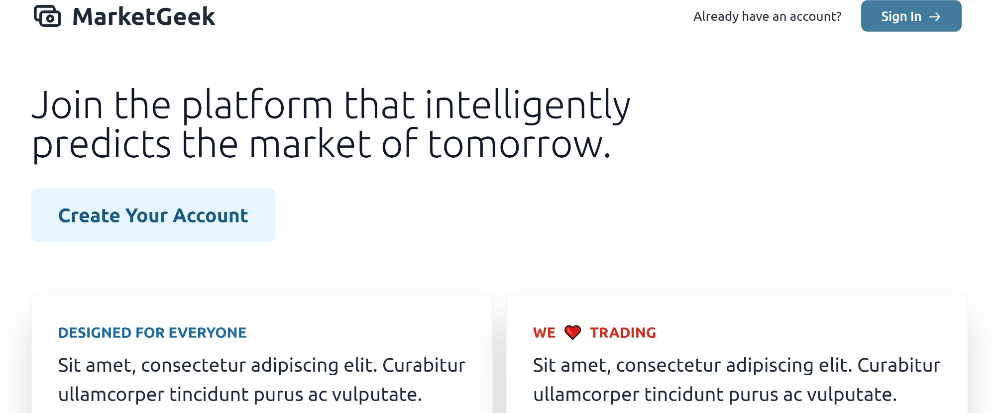 MarketGeek
Already have an account?
Sign In →
Join the platform that intelligently
predicts the market of tomorrow.
Create Your Account
DESIGNED FOR EVERYONE
Sit amet, consectetur adipiscing elit. Curabitur
ullamcorper tincidunt purus ac vulputate.
WE ❤ TRADING
Sit amet, consectetur adipiscing elit. Curabitur
ullamcorper tincidunt purus ac vulputate.